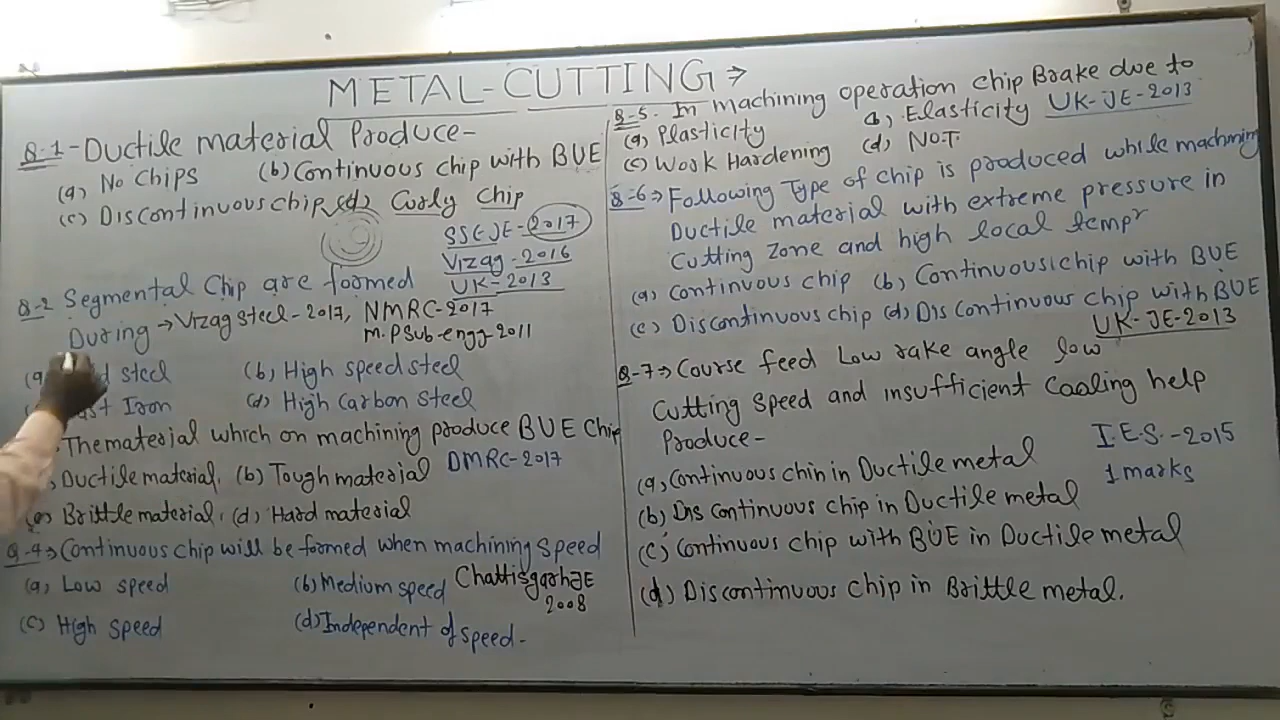 METAL-CUTTING →
Q.1-Ductile material Produce-
(a) No Chips (b) Continuous chip with BUE
(c) Discontinuous chip (d) Curly Chip
SSC JE-2017
Vizag-2016
UK-2013
Q-2 Segmental Chip are formed
During → Vizag steel-2017, NMRC-2017
M.P Sub-engg-2011
(a) steel (b) High speed steel
Iron (d) High Carbon steel
The material which on machining produce BUE Chip
Ductile material, (b) Tough material DMRC-2017
(c) Brittle material, (d) Hard material
Q-4→ Continuous chip will be formed when machining speed
(a) Low speed (b) Medium speed Chattisgarh JE
2008
(c) High speed (d) Independent of speed-
Q-5. In machining operation chip Brake due to
(a) Plasticity (b) Elasticity UK-JE-2013
(c) Work Hardening (d) N.O.T.
Q-6→ Following Type of chip is produced while machining
Ductile material with extreme pressure in
Cutting zone and high local tempr
(a) Continuous chip (b) Continuous chip with BUE
(c) Discontinuous chip (d) Discontinuous chip with BUE
UK-JE-2013
Q-7→ Course feed Low rake angle low
Cutting speed and insufficient Cooling help
Produce-
I.E.S.-2015
1 marks
(a) Continuous chin in Ductile metal
(b) Dis continuous chip in Ductile metal
(c) Continuous chip with BUE in Ductile metal
(d) Discontinuous chip in Brittle metal.